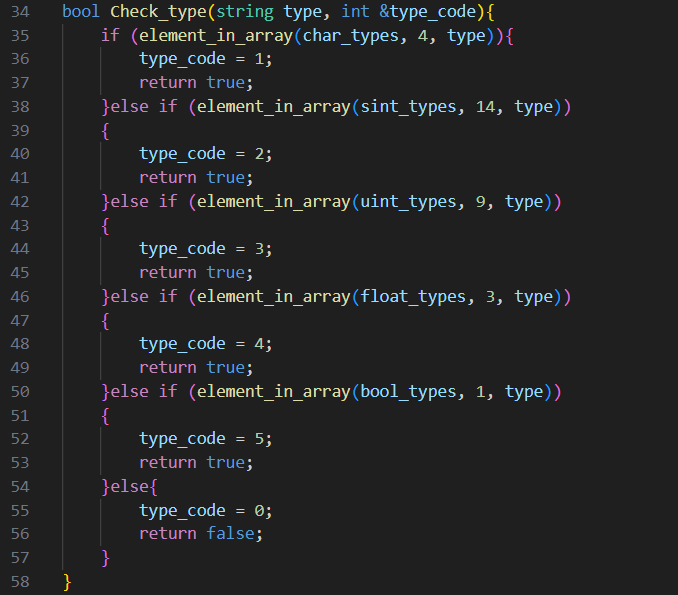 34 bool Check_type(string type, int &type_code){
35 if (element_in_array(char_types, 4, type)){
36 type_code = 1;
37 return true;
38 }else if (element_in_array(sint_types, 14, type))
39 {
40 type_code = 2;
41 return true;
42 }else if (element_in_array(uint_types, 9, type))
43 {
44 type_code = 3;
45 return true;
46 }else if (element_in_array(float_types, 3, type))
47 {
48 type_code = 4;
49 return true;
50 }else if (element_in_array(bool_types, 1, type))
51 {
52 type_code = 5;
53 return true;
54 }else{
55 type_code = 0;
56 return false;
57 }
58 }